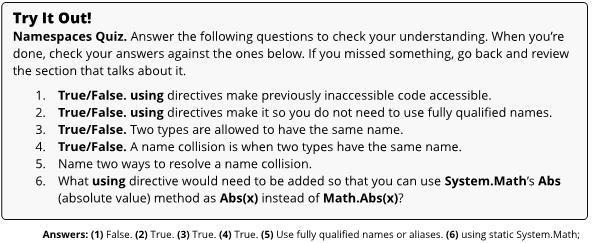 Try It Out!
Namespaces Quiz. Answer the following questions to check your understanding. When you’re
done, check your answers against the ones below. If you missed something, go back and review
the section that talks about it.
1. True/False. using directives make previously inaccessible code accessible.
2. True/False. using directives make it so you do not need to use fully qualified names.
3. True/False. Two types are allowed to have the same name.
4. True/False. A name collision is when two types have the same name.
5. Name two ways to resolve a name collision.
6. What using directive would need to be added so that you can use System.Math’s Abs
(absolute value) method as Abs(x) instead of Math.Abs(x)?
Answers: (1) False. (2) True. (3) True. (4) True. (5) Use fully qualified names or aliases. (6) using static System.Math;